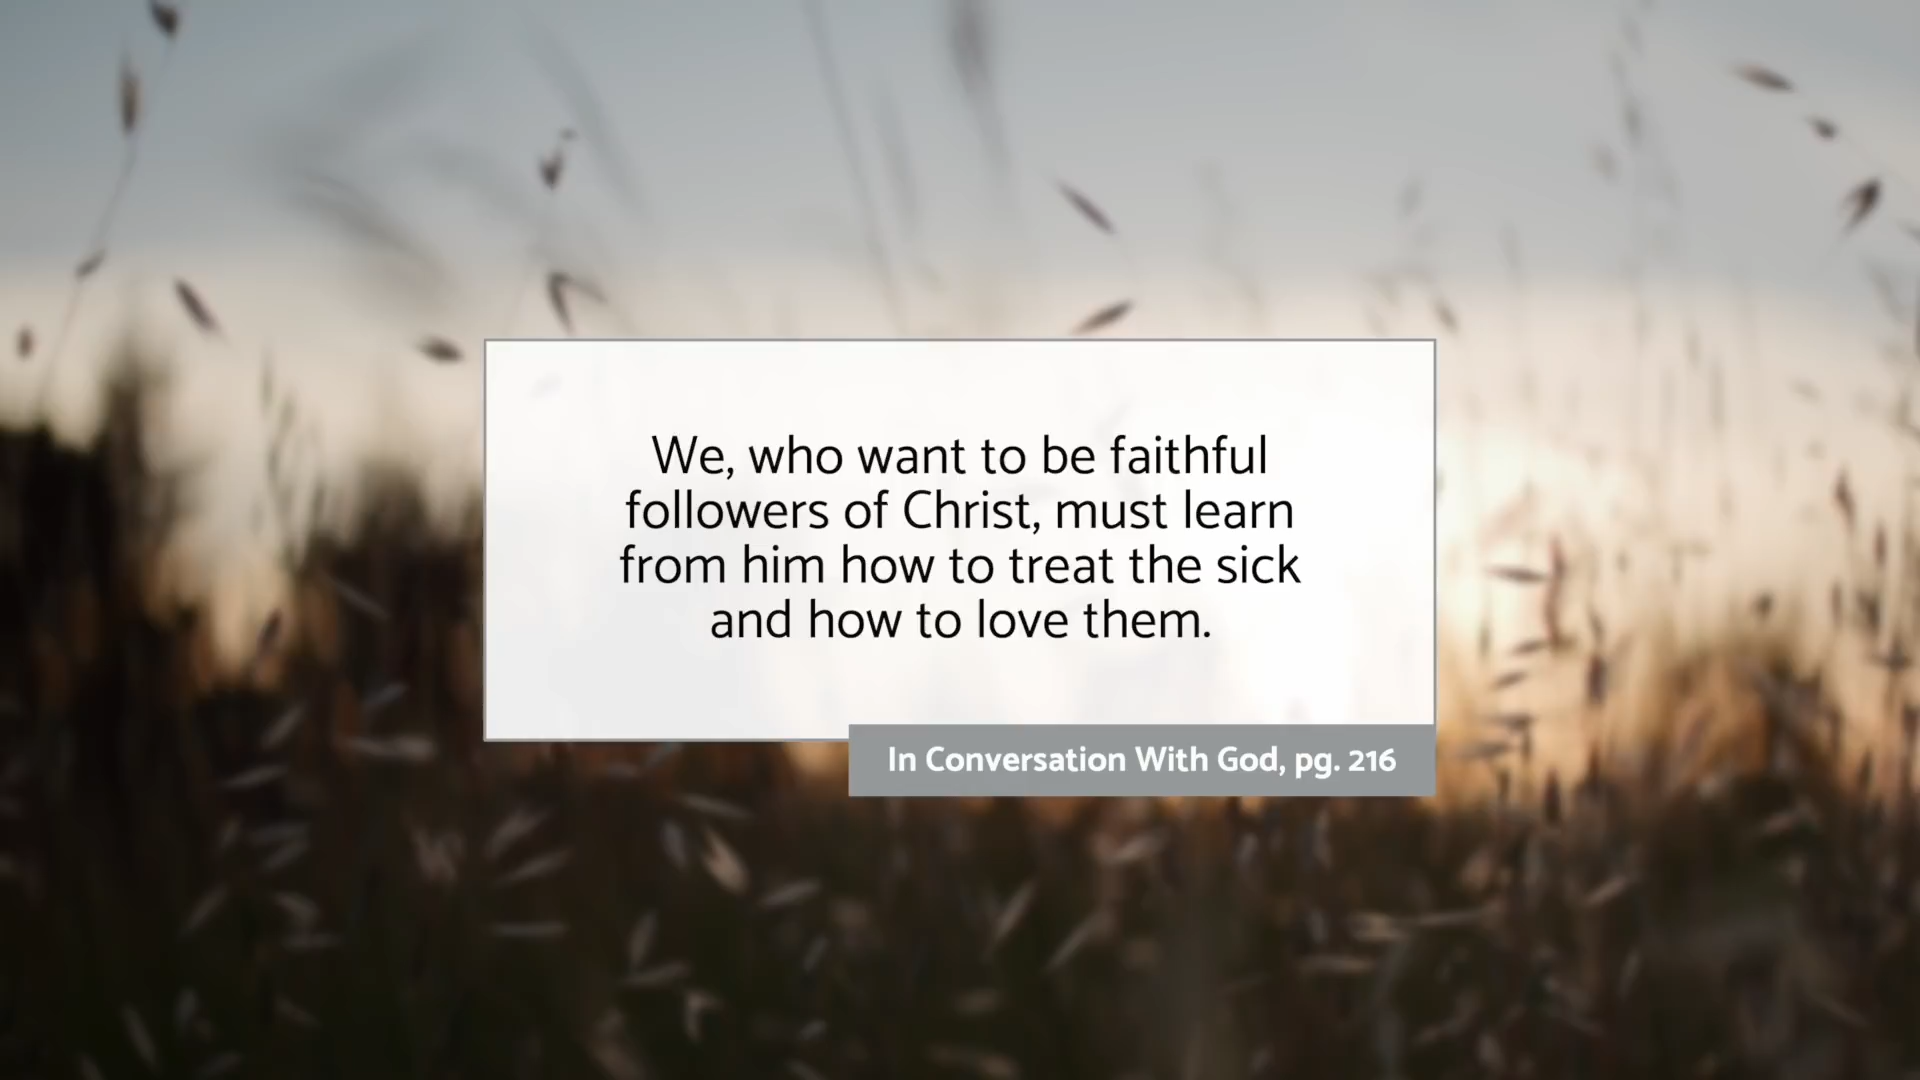 We, who want to be faithful
followers of Christ, must learn
from him how to treat the sick
and how to love them.
In Conversation With God, pg. 216